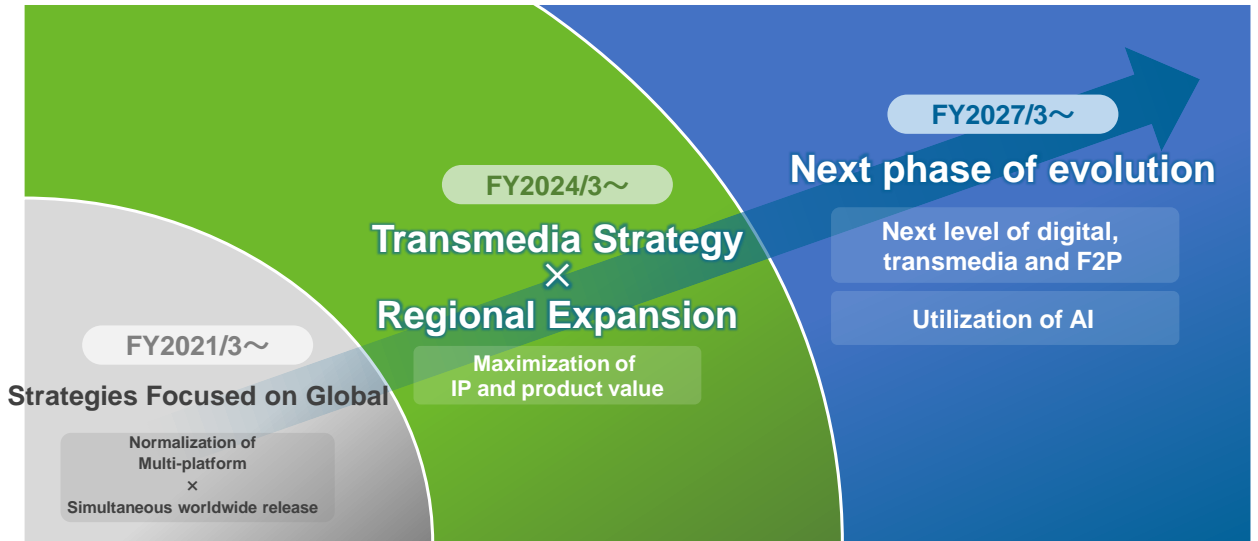 FY2021/3～
Strategies Focused on Global
Normalization of
Multi-platform
×
Simultaneous worldwide release
FY2024/3～
Transmedia Strategy
×
Regional Expansion
Maximization of
IP and product value
FY2027/3～
Next phase of evolution
Next level of digital,
transmedia and F2P
Utilization of AI